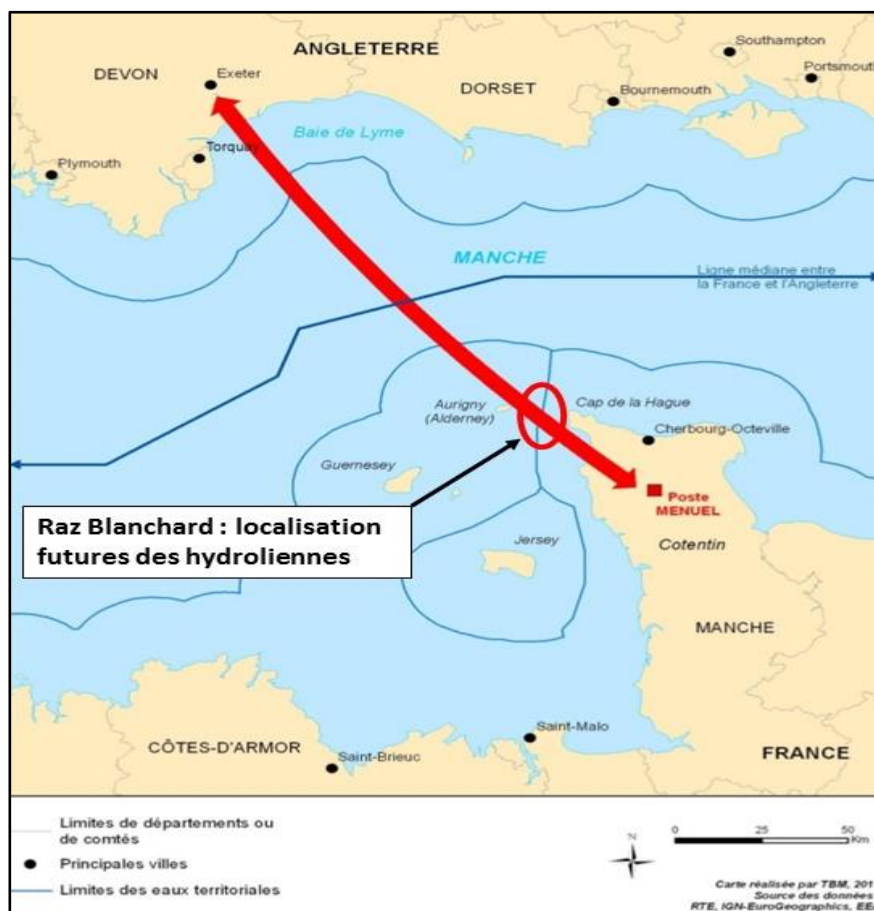 ANGLETERRE
Southampton
DEVON
Exeter
DORSET
Portsmouth
Bournemouth
Baie de Lyme
Torquay
Plymouth
MANCHE
Ligne médiane entre
la France et l'Angleterre
Aurigny
(Alderney)
Cap de la Hague
Cherbourg-Octeville
Guernesey
Poste
MENUEL
Raz Blanchard : localisation
futures des hydroliennes
Jersey
Cotentin
MANCHE
Saint-Malo
CÔTES-D'ARMOR
Saint-Brieuc
FRANCE
Limites de départements ou
de comtés
Principales villes
Limites des eaux territoriales
N
0 25 50
Km
Carte réalisée par TBM, 201
Source des données
RTE, IGN-EuroGeographics, EE